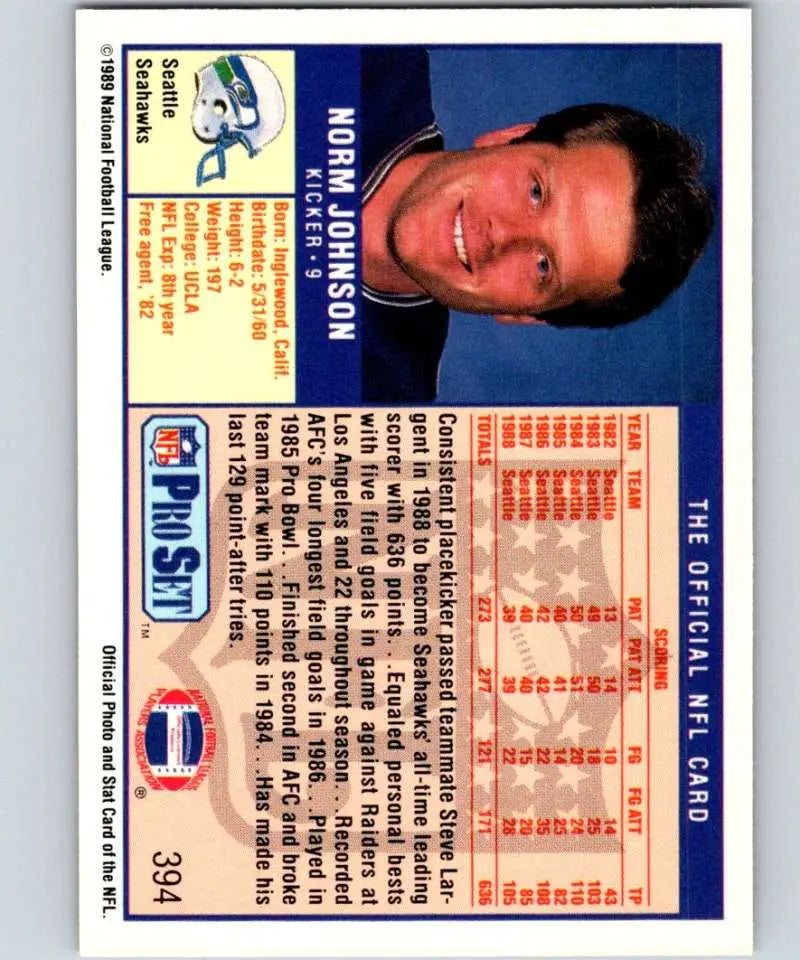 THE OFFICIAL NFL CARD
NORM JOHNSON
KICKER • 9
Seattle
Seahawks
Born: Inglewood, Calif.
Birthdate: 5/31/60
Height: 6-2
Weight: 197
College: UCLA
NFL Exp: 8th year
Free agent, '82
SCORING
YEAR TEAM PAT PAT ATT FG FG ATT TP
1982 Seattle 13 14 10 14 43
1983 Seattle 49 50 18 25 103
1984 Seattle 50 51 20 24 110
1985 Seattle 40 41 14 25 82
1986 Seattle 42 42 22 35 108
1987 Seattle 40 40 15 20 85
1988 Seattle 39 39 22 28 105
TOTALS 273 277 121 171 636
Consistent placekicker passed teammate Steve Lar-
gent in 1988 to become Seahawks' all-time leading
scorer with 636 points. . .Equaled personal bests
with five field goals in game against Raiders at
Los Angeles and 22 throughout season. . .Recorded
AFC's four longest field goals in 1986. . .Played in
1985 Pro Bowl. . .Finished second in AFC and broke
team mark with 110 points in 1984. . .Has made his
last 129 point-after tries.
NFL PRO SET ™
NATIONAL FOOTBALL LEAGUE
PLAYERS ASSOCIATION
®
394
©1989 National Football League.
Official Photo and Stat Card of the NFL.